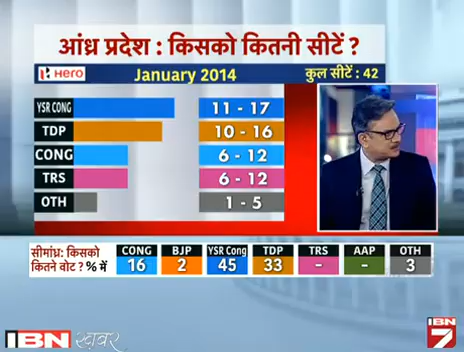 आंध्र प्रदेश : किसको कितनी सीटें ?
Hero January 2014 कुल सीटें : 42
YSR CONG 11 - 17
TDP 10 - 16
CONG 6 - 12
TRS 6 - 12
OTH 1 - 5
सीमांध्र: किसको CONG BJP YSR Cong TDP TRS AAP OTH
कितने वोट ? % में 16 2 45 33 - - 3
IBN ख़बर
IBN 7